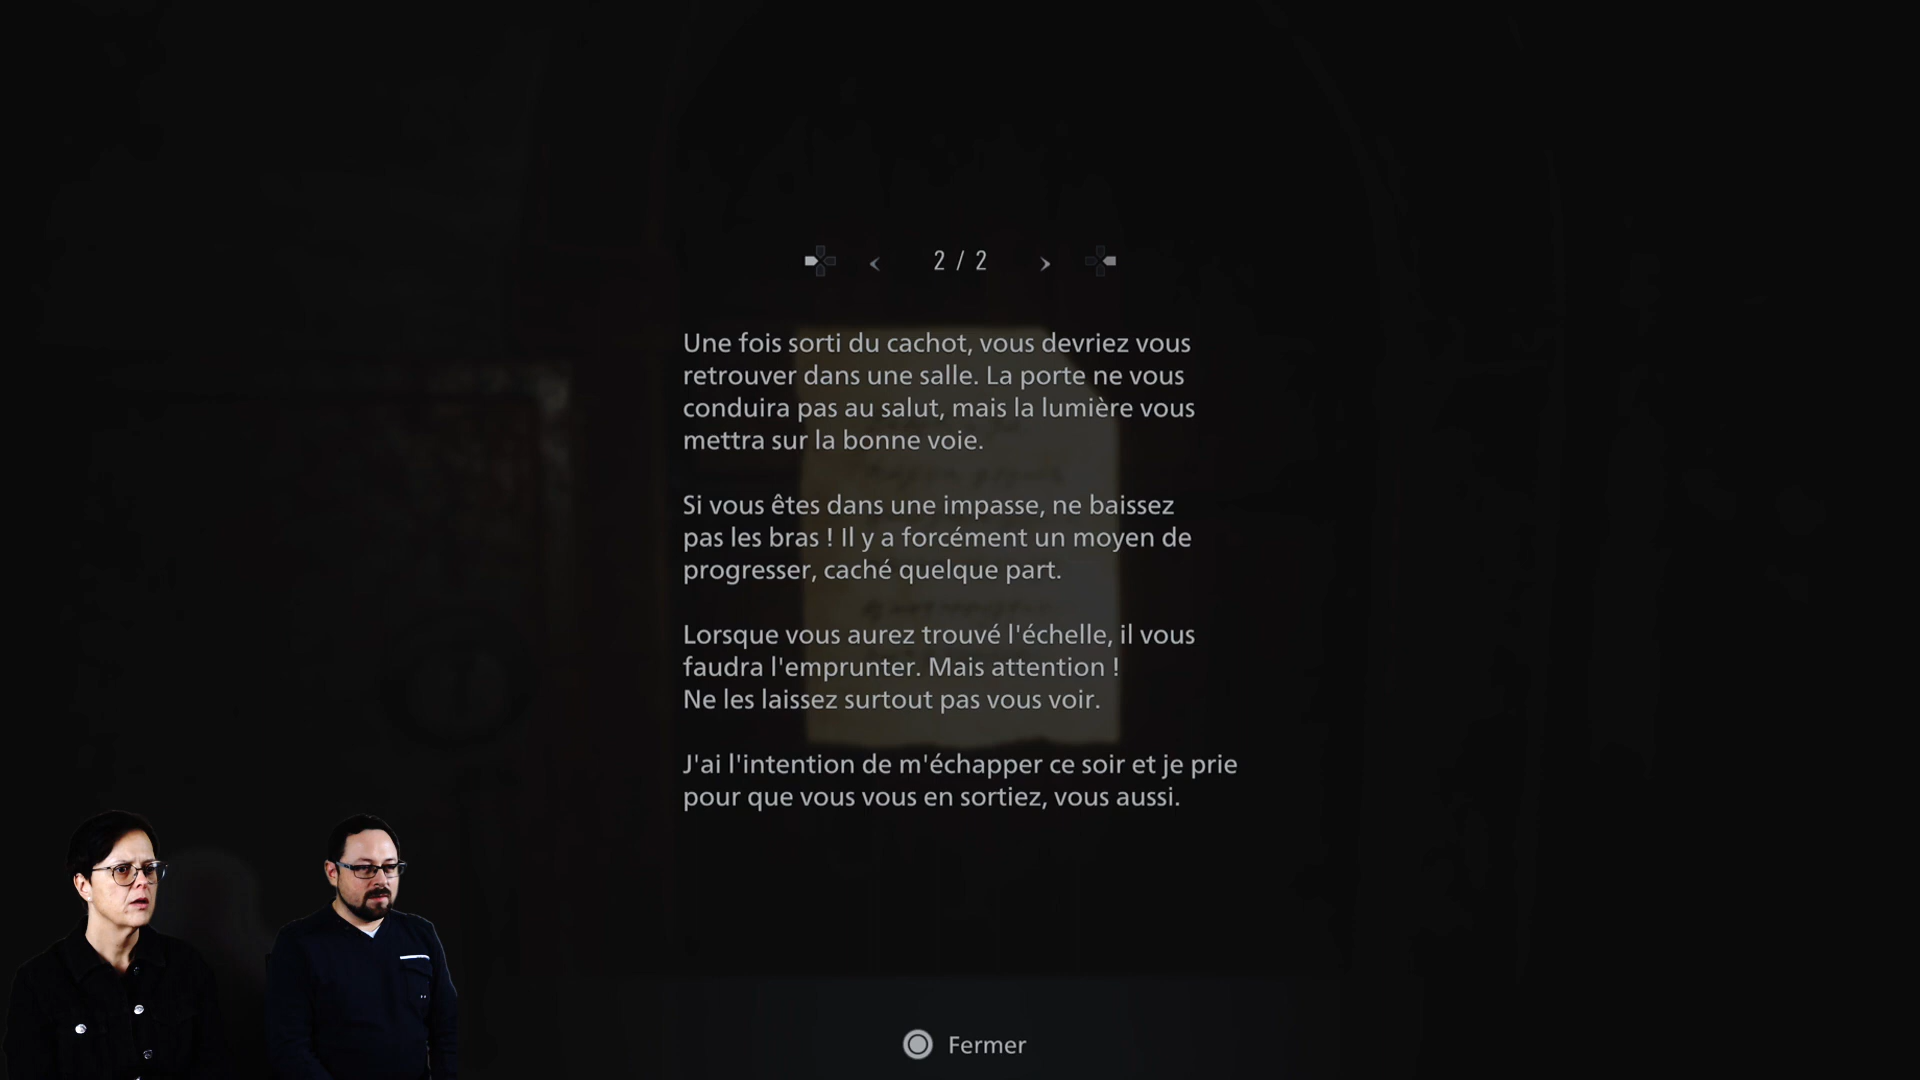 2 / 2
Une fois sorti du cachot, vous devriez vous
retrouver dans une salle. La porte ne vous
conduira pas au salut, mais la lumière vous
mettra sur la bonne voie.
Si vous êtes dans une impasse, ne baissez
pas les bras ! Il y a forcément un moyen de
progresser, caché quelque part.
Lorsque vous aurez trouvé l'échelle, il vous
faudra l'emprunter. Mais attention !
Ne les laissez surtout pas vous voir.
J'ai l'intention de m'échapper ce soir et je prie
pour que vous vous en sortiez, vous aussi.
Fermer